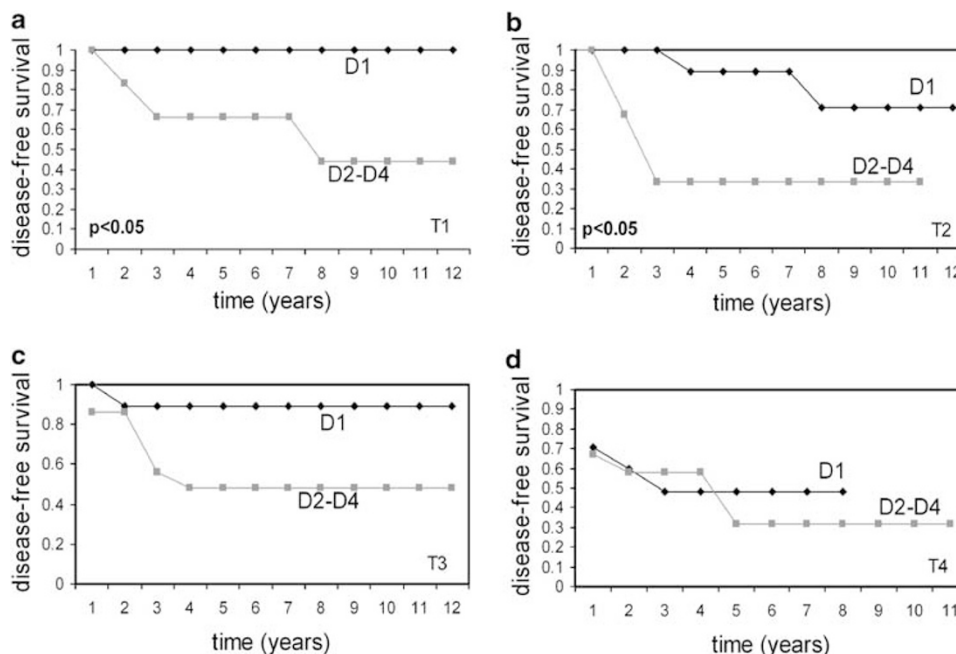 a
disease-free survival
1
0.9
0.8
0.7
0.6
0.5
0.4
0.3
0.2
0.1
0
D1
D2-D4
p<0.05
T1
1 2 3 4 5 6 7 8 9 10 11 12
time (years)
b
disease-free survival
1
0.9
0.8
0.7
0.6
0.5
0.4
0.3
0.2
0.1
0
D1
D2-D4
p<0.05
T2
1 2 3 4 5 6 7 8 9 10 11 12
time (years)
c
disease-free survival
1
0.8
0.6
0.4
0.2
0
D1
D2-D4
T3
1 2 3 4 5 6 7 8 9 10 11 12
time (years)
d
disease-free survival
1
0.9
0.8
0.7
0.6
0.5
0.4
0.3
0.2
0.1
0
D1
D2-D4
T4
1 2 3 4 5 6 7 8 9 10 11
time (years)